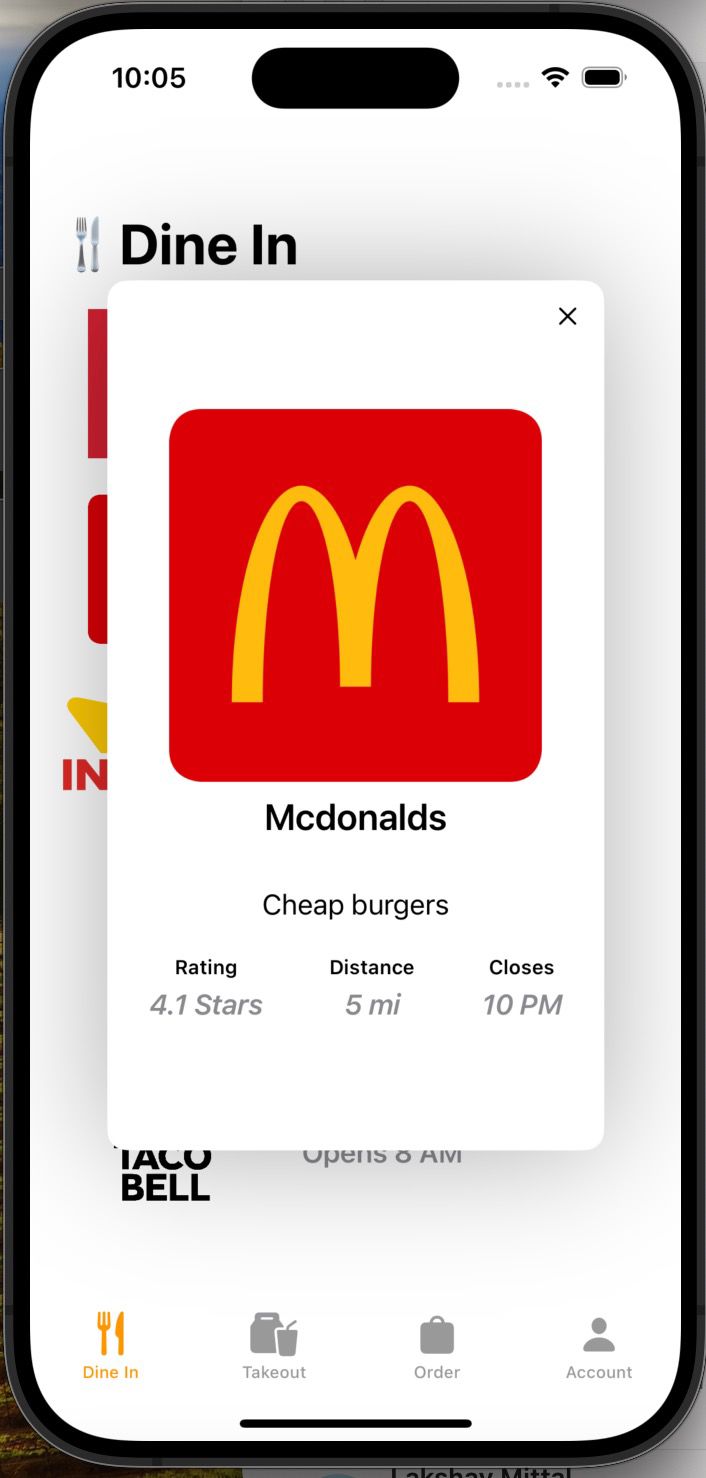 10:05
🍴 Dine In
IN
Mcdonalds
Cheap burgers
Rating Distance Closes
4.1 Stars 5 mi 10 PM
TACO
BELL
Opens 8 AM
Dine In Takeout Order Account
Lakshay Mittal